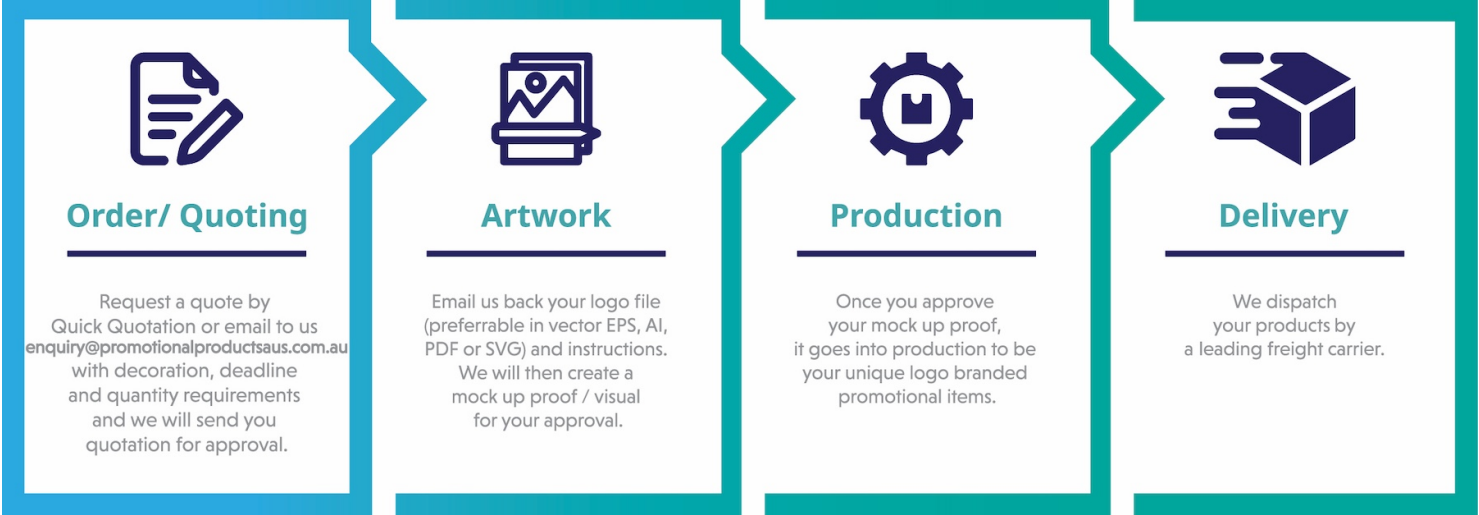 Order/ Quoting
Request a quote by
Quick Quotation or email to us
enquiry@promotionalproductsaus.com.au
with decoration, deadline
and quantity requirements
and we will send you
quotation for approval.
Artwork
Email us back your logo file
(preferrable in vector EPS, AI,
PDF or SVG) and instructions.
We will then create a
mock up proof / visual
for your approval.
Production
Once you approve
your mock up proof,
it goes into production to be
your unique logo branded
promotional items.
Delivery
We dispatch
your products by
a leading freight carrier.